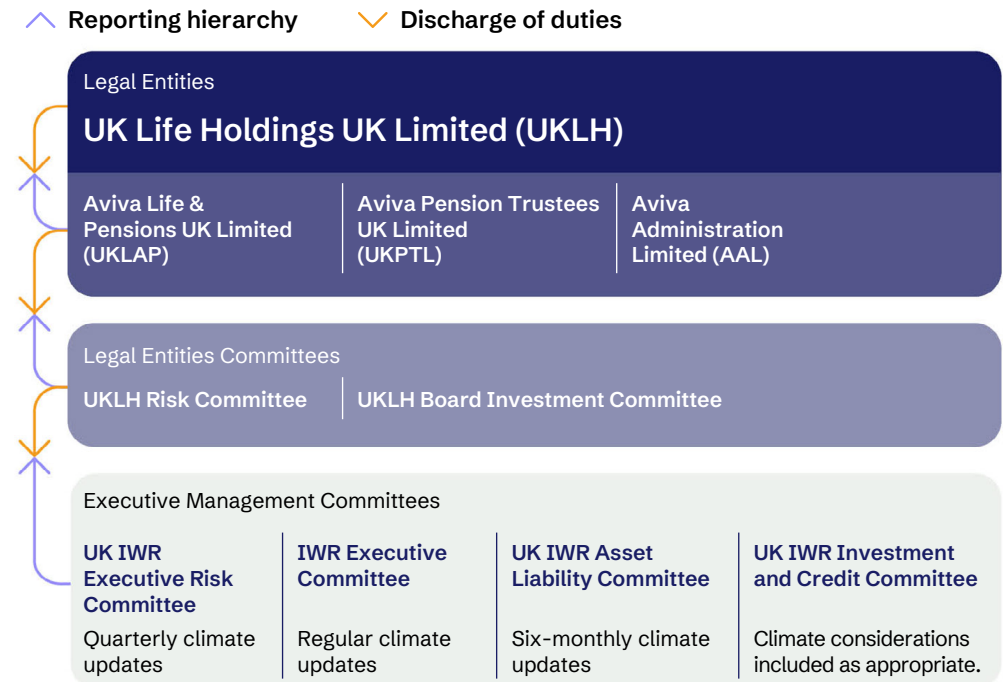 Reporting hierarchy
Discharge of duties
Legal Entities
UK Life Holdings UK Limited (UKLH)
Aviva Life &
Pensions UK Limited
(UKLAP)
Aviva Pension Trustees
UK Limited
(UKPTL)
Aviva
Administration
Limited (AAL)
Legal Entities Committees
UKLH Risk Committee
UKLH Board Investment Committee
Executive Management Committees
UK IWR
Executive Risk
Committee
Quarterly climate
updates
IWR Executive
Committee
Regular climate
updates
UK IWR Asset
Liability Committee
Six-monthly climate
updates
UK IWR Investment
and Credit Committee
Climate considerations
included as appropriate.